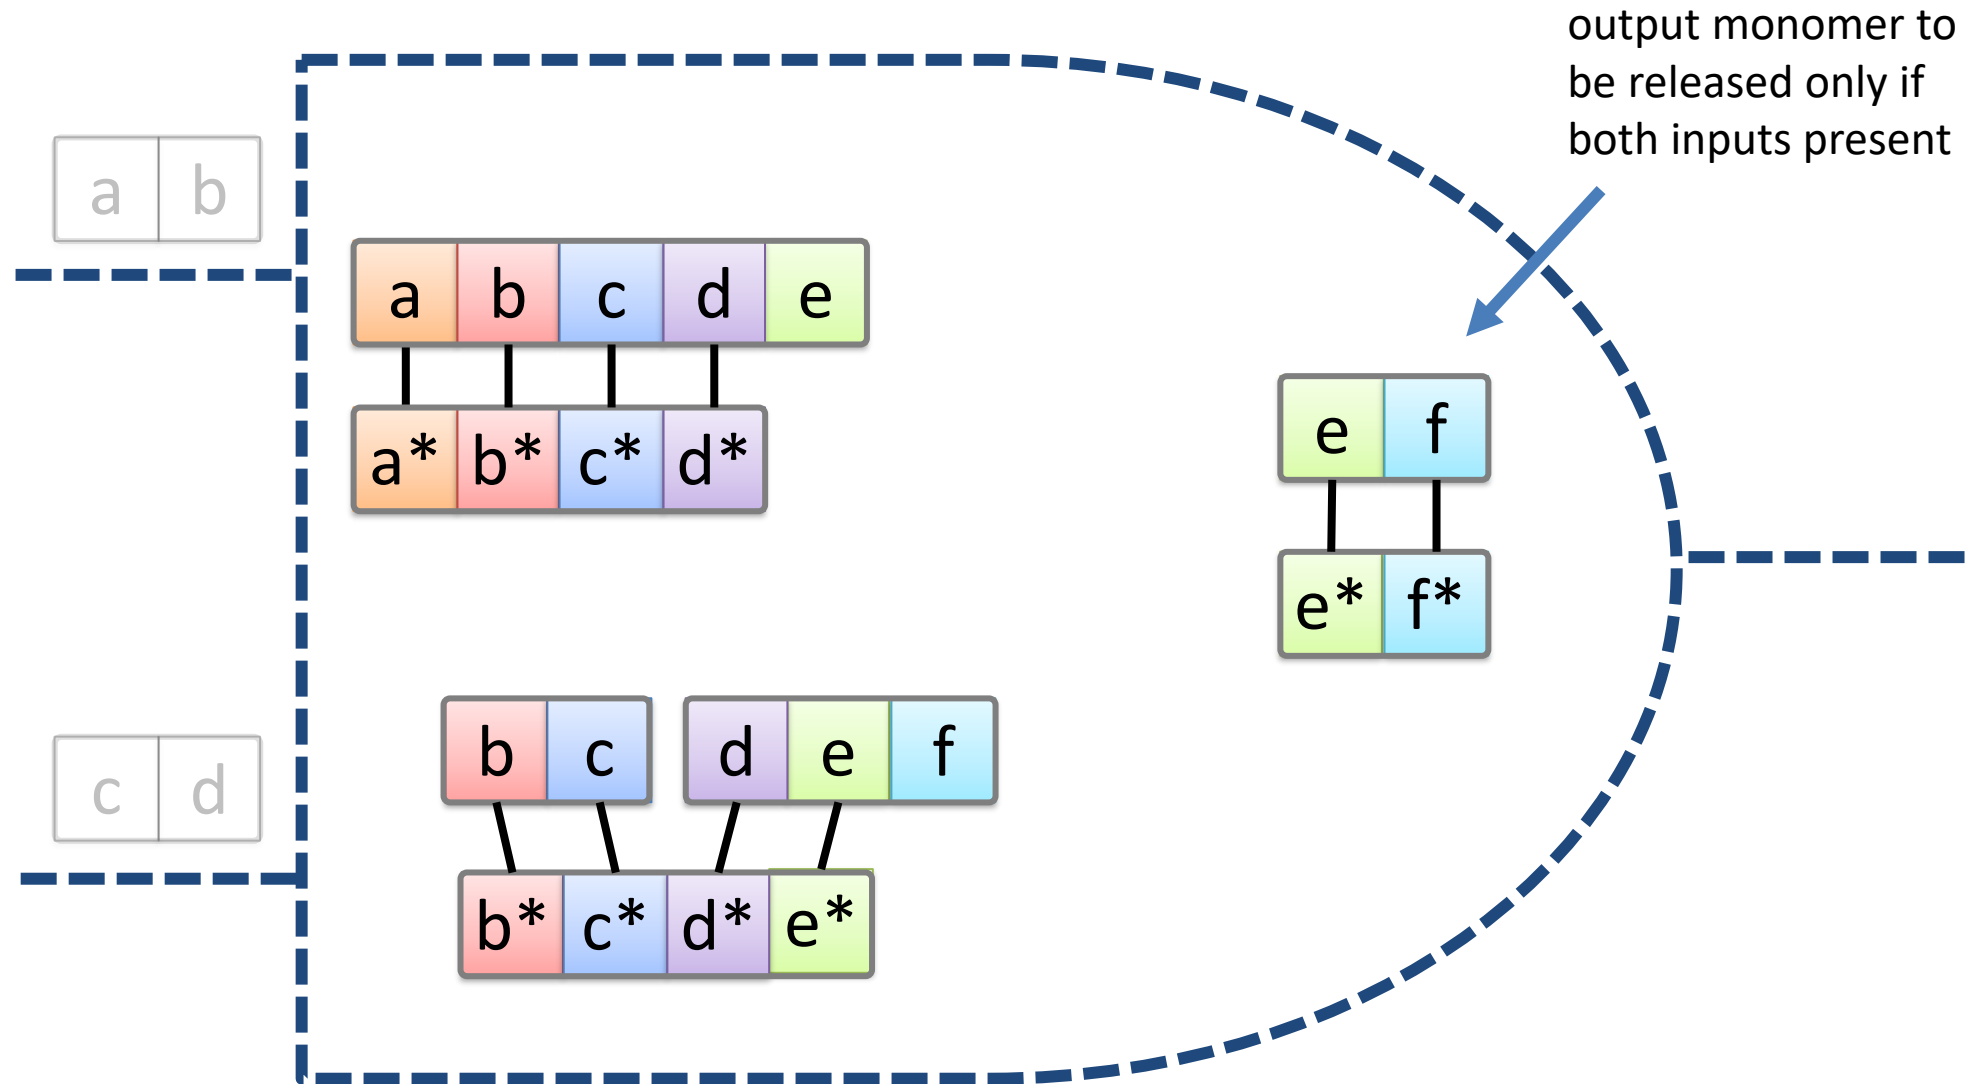 output monomer to
be released only if
both inputs present
a b
a b c d e
a* b* c* d*
e f
e* f*
b c d e f
c d
b* c* d* e*